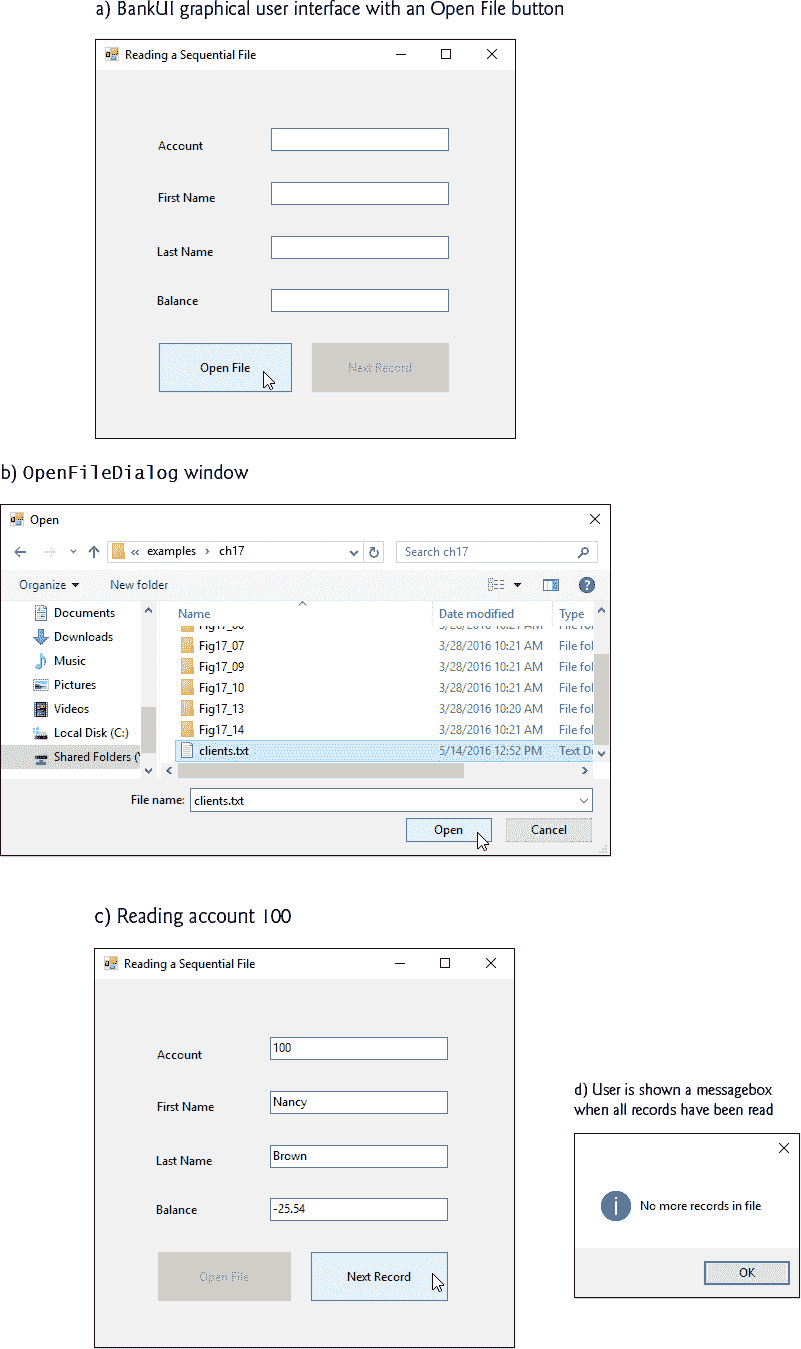 a) BankUI graphical user interface with an Open File button
Reading a Sequential File
Account
First Name
Last Name
Balance
Open File Next Record
b) OpenFileDialog window
Open
« examples › ch17 Search ch17
Organize New folder
Name Date modified Type
Documents
Downloads
Music
Pictures
Videos
Local Disk (C:)
Shared Folders
Fig17_07 3/28/2016 10:21 AM File fol
Fig17_09 3/28/2016 10:21 AM File fol
Fig17_10 3/28/2016 10:21 AM File fol
Fig17_13 3/28/2016 10:20 AM File fol
Fig17_14 3/28/2016 10:21 AM File fol
clients.txt 5/14/2016 12:52 PM Text D
File name: clients.txt
Open Cancel
c) Reading account 100
Reading a Sequential File
Account 100
First Name Nancy
Last Name Brown
Balance -25.54
Open File Next Record
d) User is shown a messagebox
when all records have been read
No more records in file
OK